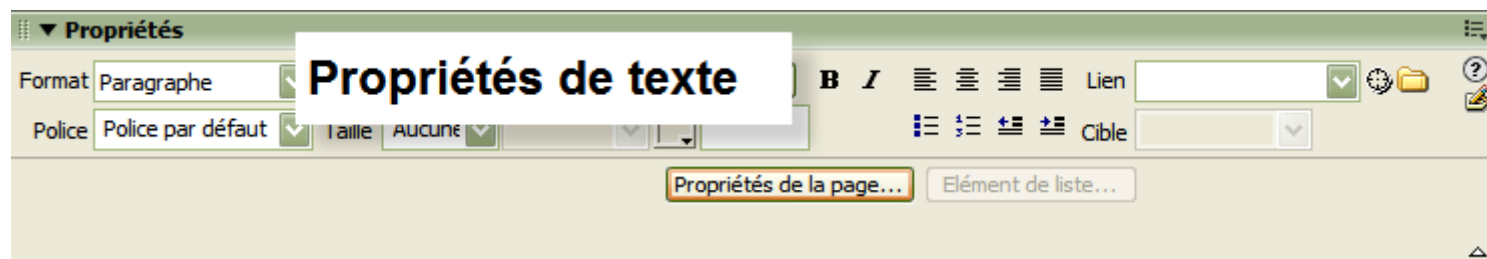 Propriétés
Propriétés de texte
Format Paragraphe B I Lien
Police Police par défaut Taille Aucune Cible
Propriétés de la page... Elément de liste...